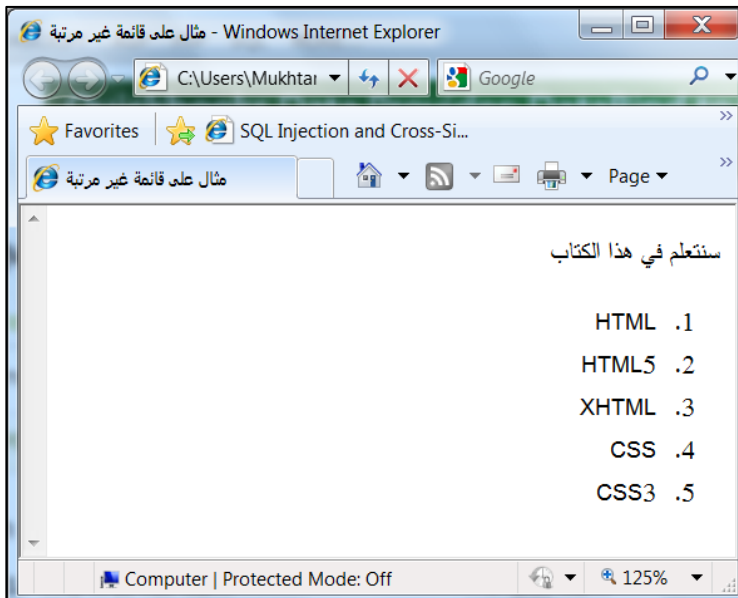 مثال على قائمة غير مرتبة - Windows Internet Explorer
C:\Users\Mukhtar
Google
Favorites SQL Injection and Cross-Si...
مثال على قائمة غير مرتبة Page
سنتعلم في هذا الكتاب
1. HTML
2. HTML5
3. XHTML
4. CSS
5. CSS3
Computer | Protected Mode: Off 125%